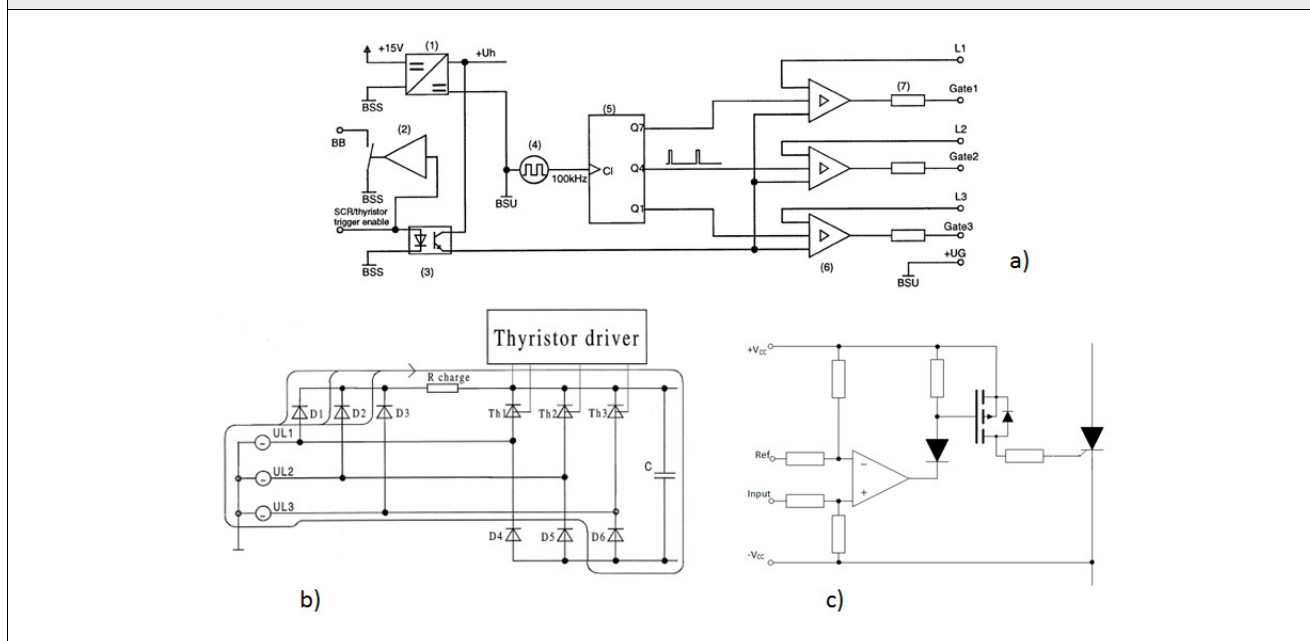 (1)
+15V
+Uh
BSS
(2)
BB
BSS
SCR/thyristor
trigger enable
BSS
(3)
(4)
100kHz
BSU
(5)
CI
Q7
Q4
Q1
L1
(7)
Gate1
L2
Gate2
L3
Gate3
(6)
+UG
BSU
a)
Thyristor driver
R charge
D1
D2
D3
Th1
Th2
Th3
UL1
UL2
UL3
C
D4
D5
D6
b)
+Vcc
Ref
Input
-Vcc
−
+
c)